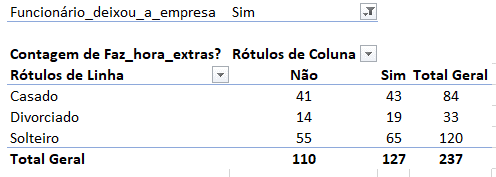 Funcionário_deixou_a_empresa Sim
Contagem de Faz_hora_extras? Rótulos de Coluna
Rótulos de Linha Não Sim Total Geral
Casado 41 43 84
Divorciado 14 19 33
Solteiro 55 65 120
Total Geral 110 127 237